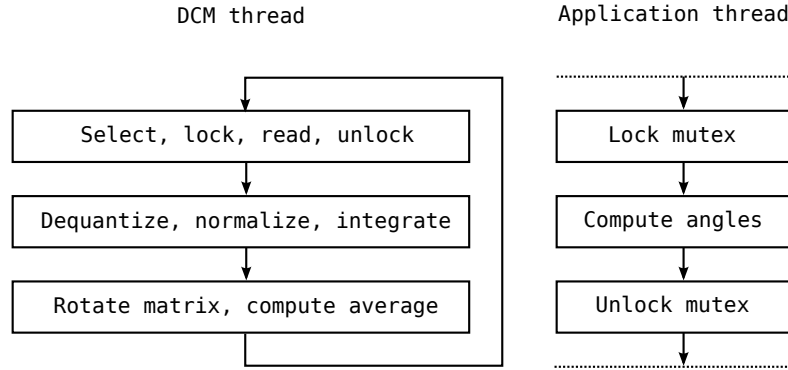 DCM thread
Application thread
Select, lock, read, unlock
Lock mutex
Dequantize, normalize, integrate
Compute angles
Rotate matrix, compute average
Unlock mutex